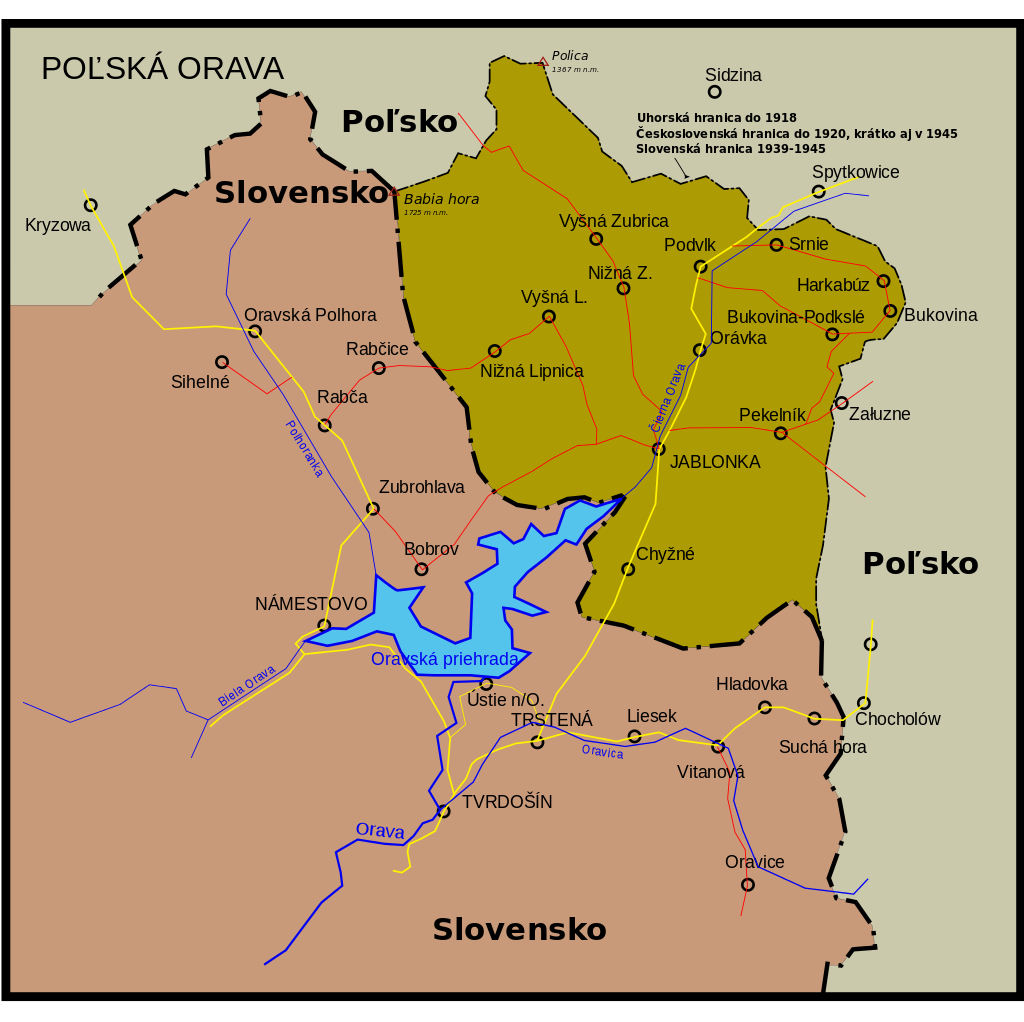 POĽSKÁ ORAVA
Polica
1367 m n.m.
Sidzina
Poľsko
Uhorská hranica do 1918
Československá hranica do 1920, krátko aj v 1945
Slovenská hranica 1939-1945
Spytkowice
Slovensko
Babia hora
1725 m n.m.
Kryzowa
Vyšná Zubrica
Podvlk
Srnie
Nižná Z.
Harkabúz
Vyšná L.
Oravská Polhora
Bukovina-Podkslé
Bukovina
Rabčice
Orávka
Sihelné
Nižná Lipnica
Rabča
Čierna Orava
Pekelník
Załuzne
Polhoranka
JABLONKA
Zubrohlava
Bobrov
Chyžné
Poľsko
NÁMESTOVO
Oravská priehrada
Biela Orava
Ústie n/O.
Hladovka
TRSTENÁ
Liesek
Chocholów
Oravica
Suchá hora
Vitanová
TVRDOŠÍN
Orava
Oravice
Slovensko